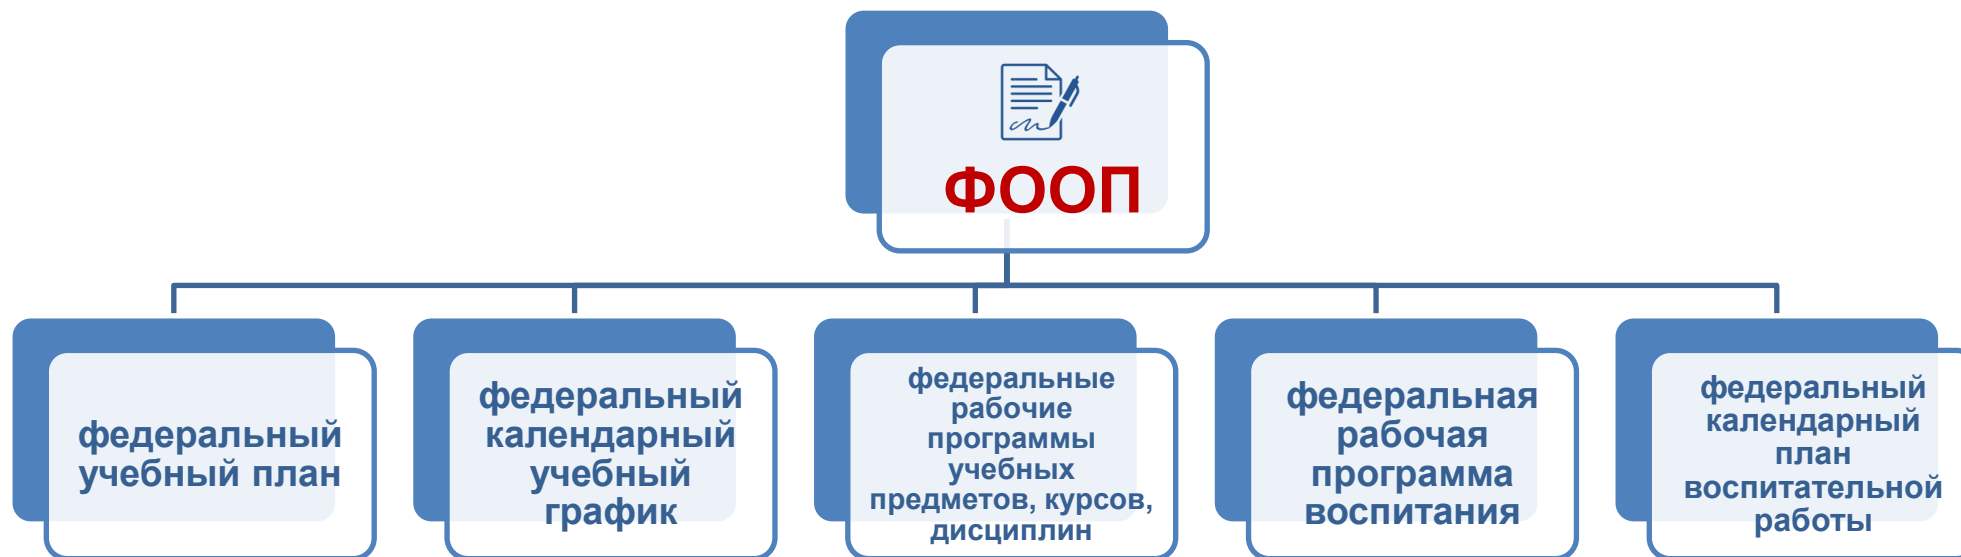 ФООП
федеральный
учебный план
федеральный
календарный
учебный
график
федеральные
рабочие
программы
учебных
предметов, курсов,
дисциплин
федеральная
рабочая
программа
воспитания
федеральный
календарный
план
воспитательной
работы